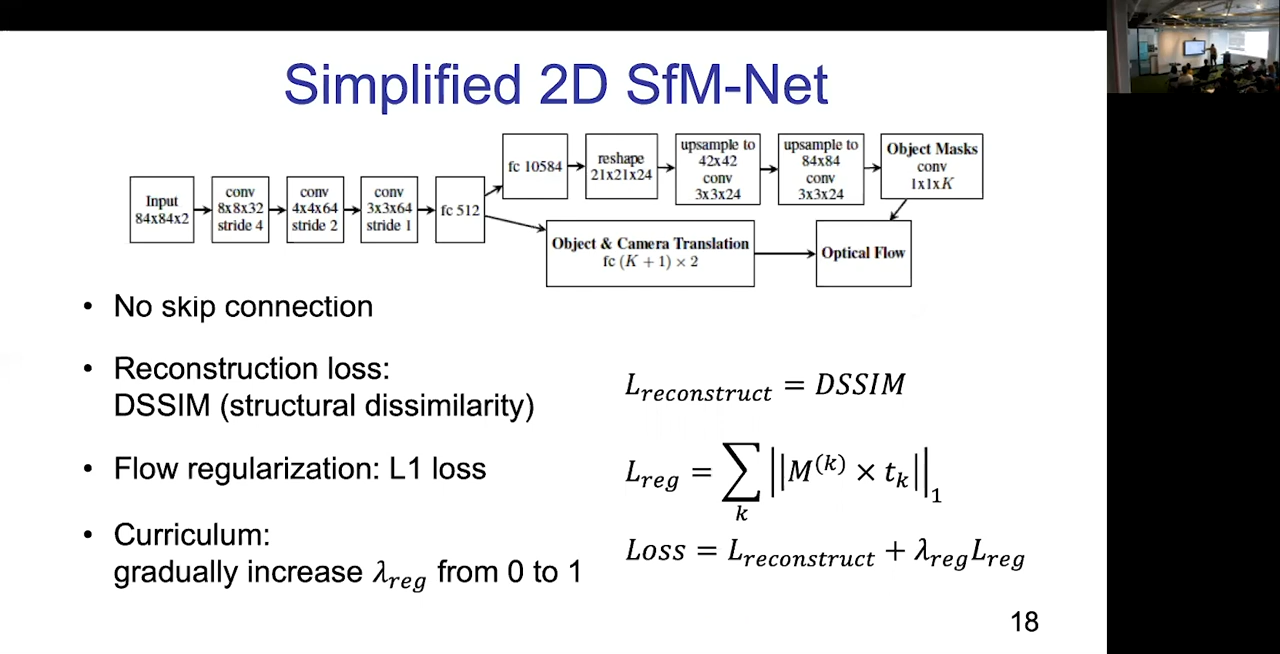 Simplified 2D SfM-Net
Input
84x84x2
conv
8x8x32
stride 4
conv
4x4x64
stride 2
conv
3x3x64
stride 1
fc 512
fc 10584
reshape
21x21x24
upsample to
42x42
conv
3x3x24
upsample to
84x84
conv
3x3x24
Object Masks
conv
1x1xK
Object & Camera Translation
fc (K + 1) × 2
Optical Flow
• No skip connection
• Reconstruction loss:
DSSIM (structural dissimilarity)
L_reconstruct = DSSIM
• Flow regularization: L1 loss
L_reg = ∑_k ||M^(k) × t_k||_1
• Curriculum:
gradually increase λ_reg from 0 to 1
Loss = L_reconstruct + λ_reg L_reg
18